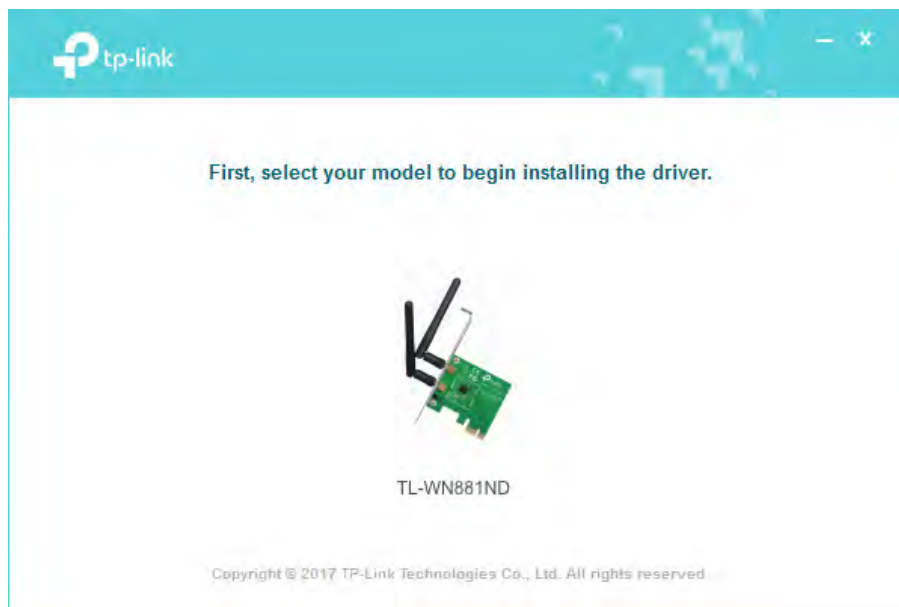 tp-link
First, select your model to begin installing the driver.
TL-WN881ND
Copyright © 2017 TP-Link Technologies Co., Ltd. All rights reserved